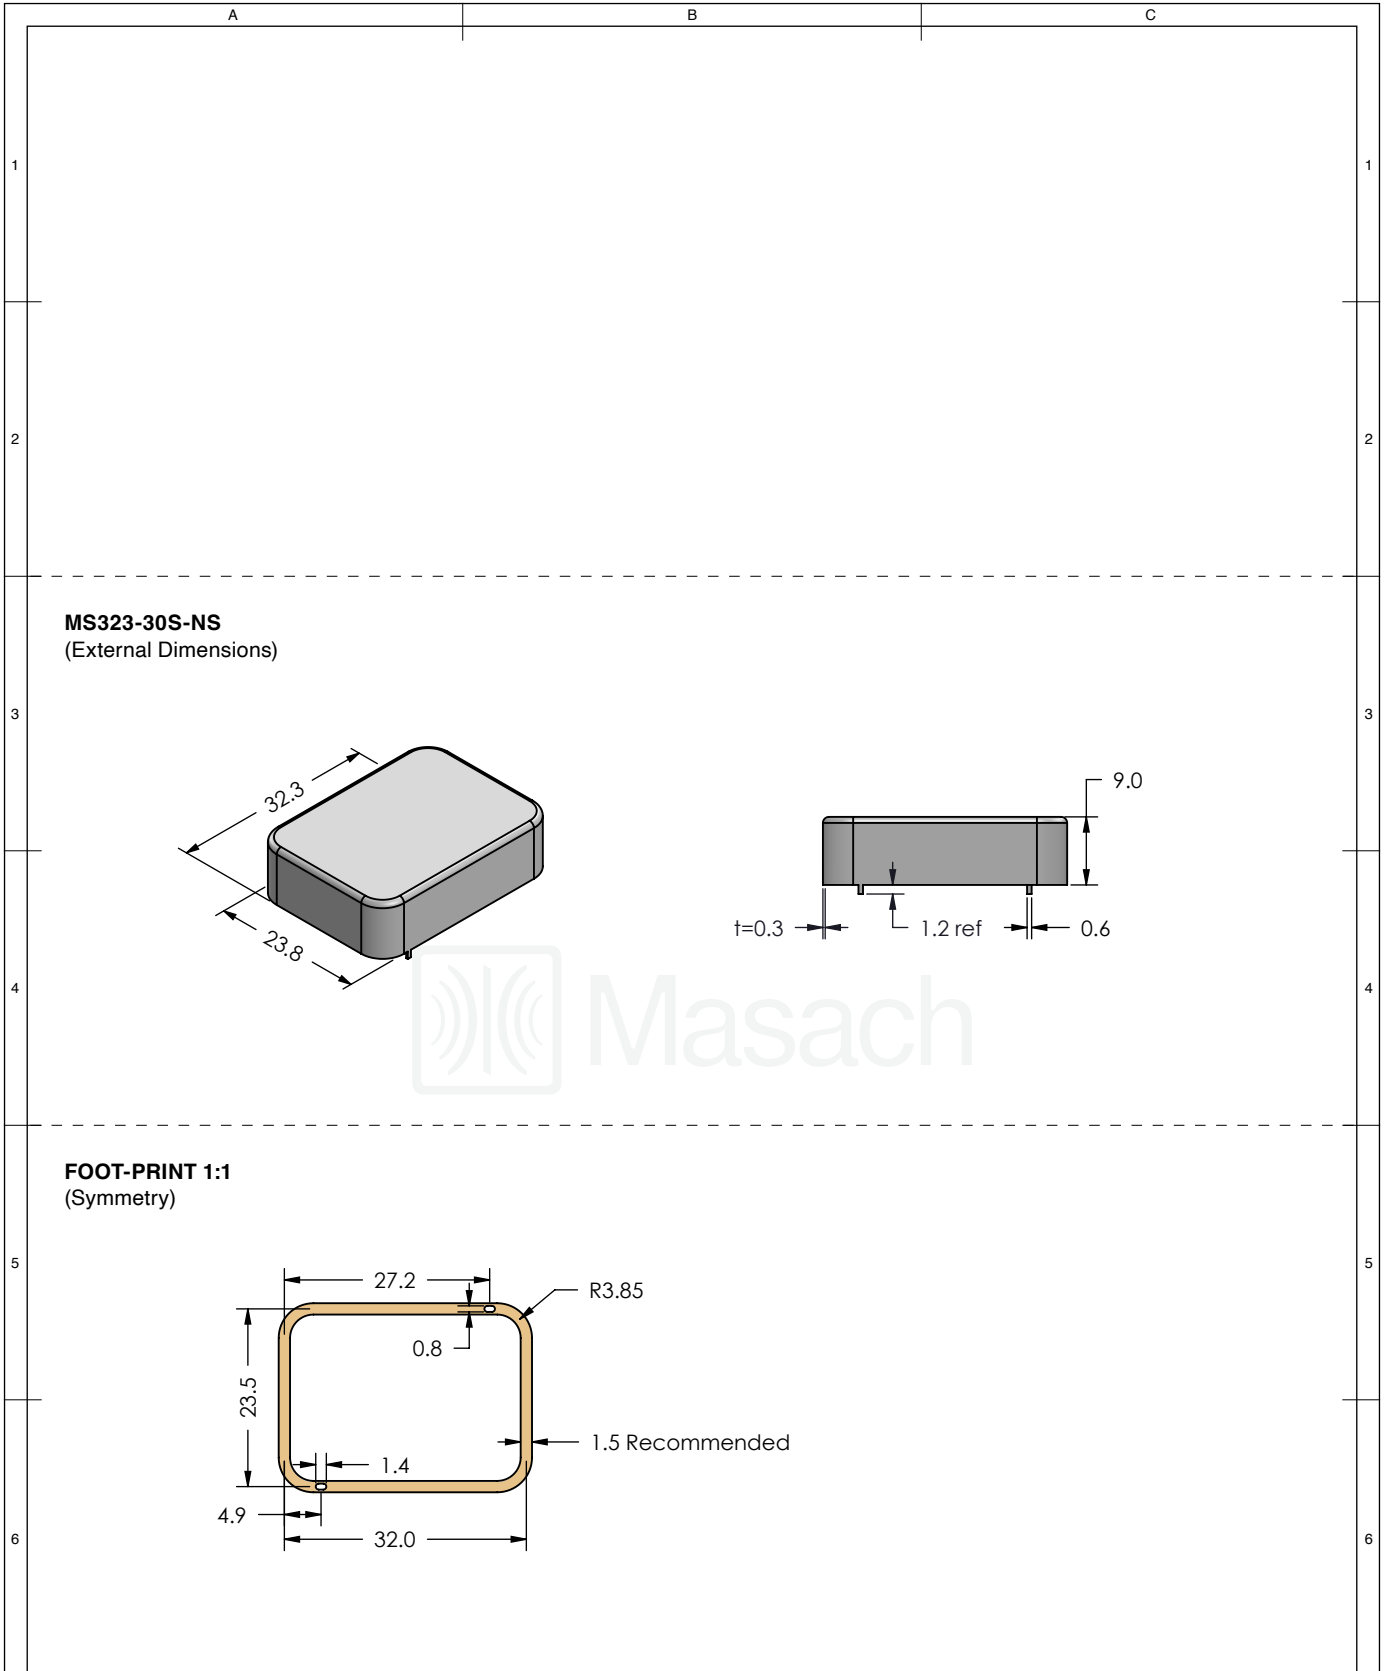 A B C
1 1
2 2
MS323-30S-NS
(External Dimensions)
3 3
32.3
9.0
23.8
t=0.3
1.2 ref
0.6
Masach
4 4
FOOT-PRINT 1:1
(Symmetry)
5 5
27.2
R3.85
0.8
23.5
1.5 Recommended
1.4
4.9
32.0
6 6